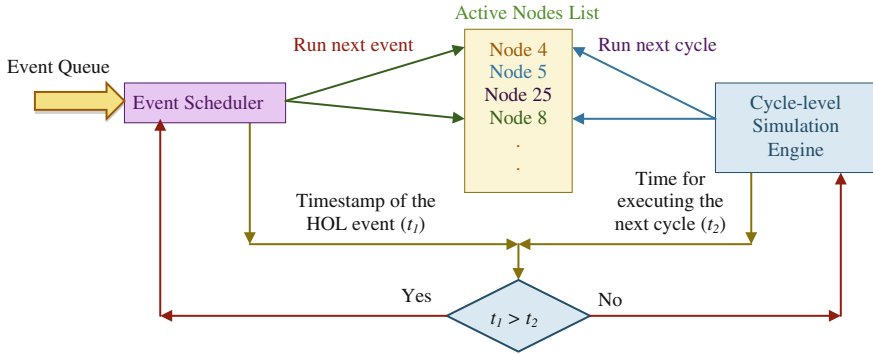 Active Nodes List
Run next event
Run next cycle
Event Queue
Event Scheduler
Node 4
Node 5
Node 25
Node 8
.
.
Cycle-level
Simulation
Engine
Timestamp of the
HOL event (t₁)
Time for
executing the
next cycle (t₂)
Yes
No
t₁ > t₂